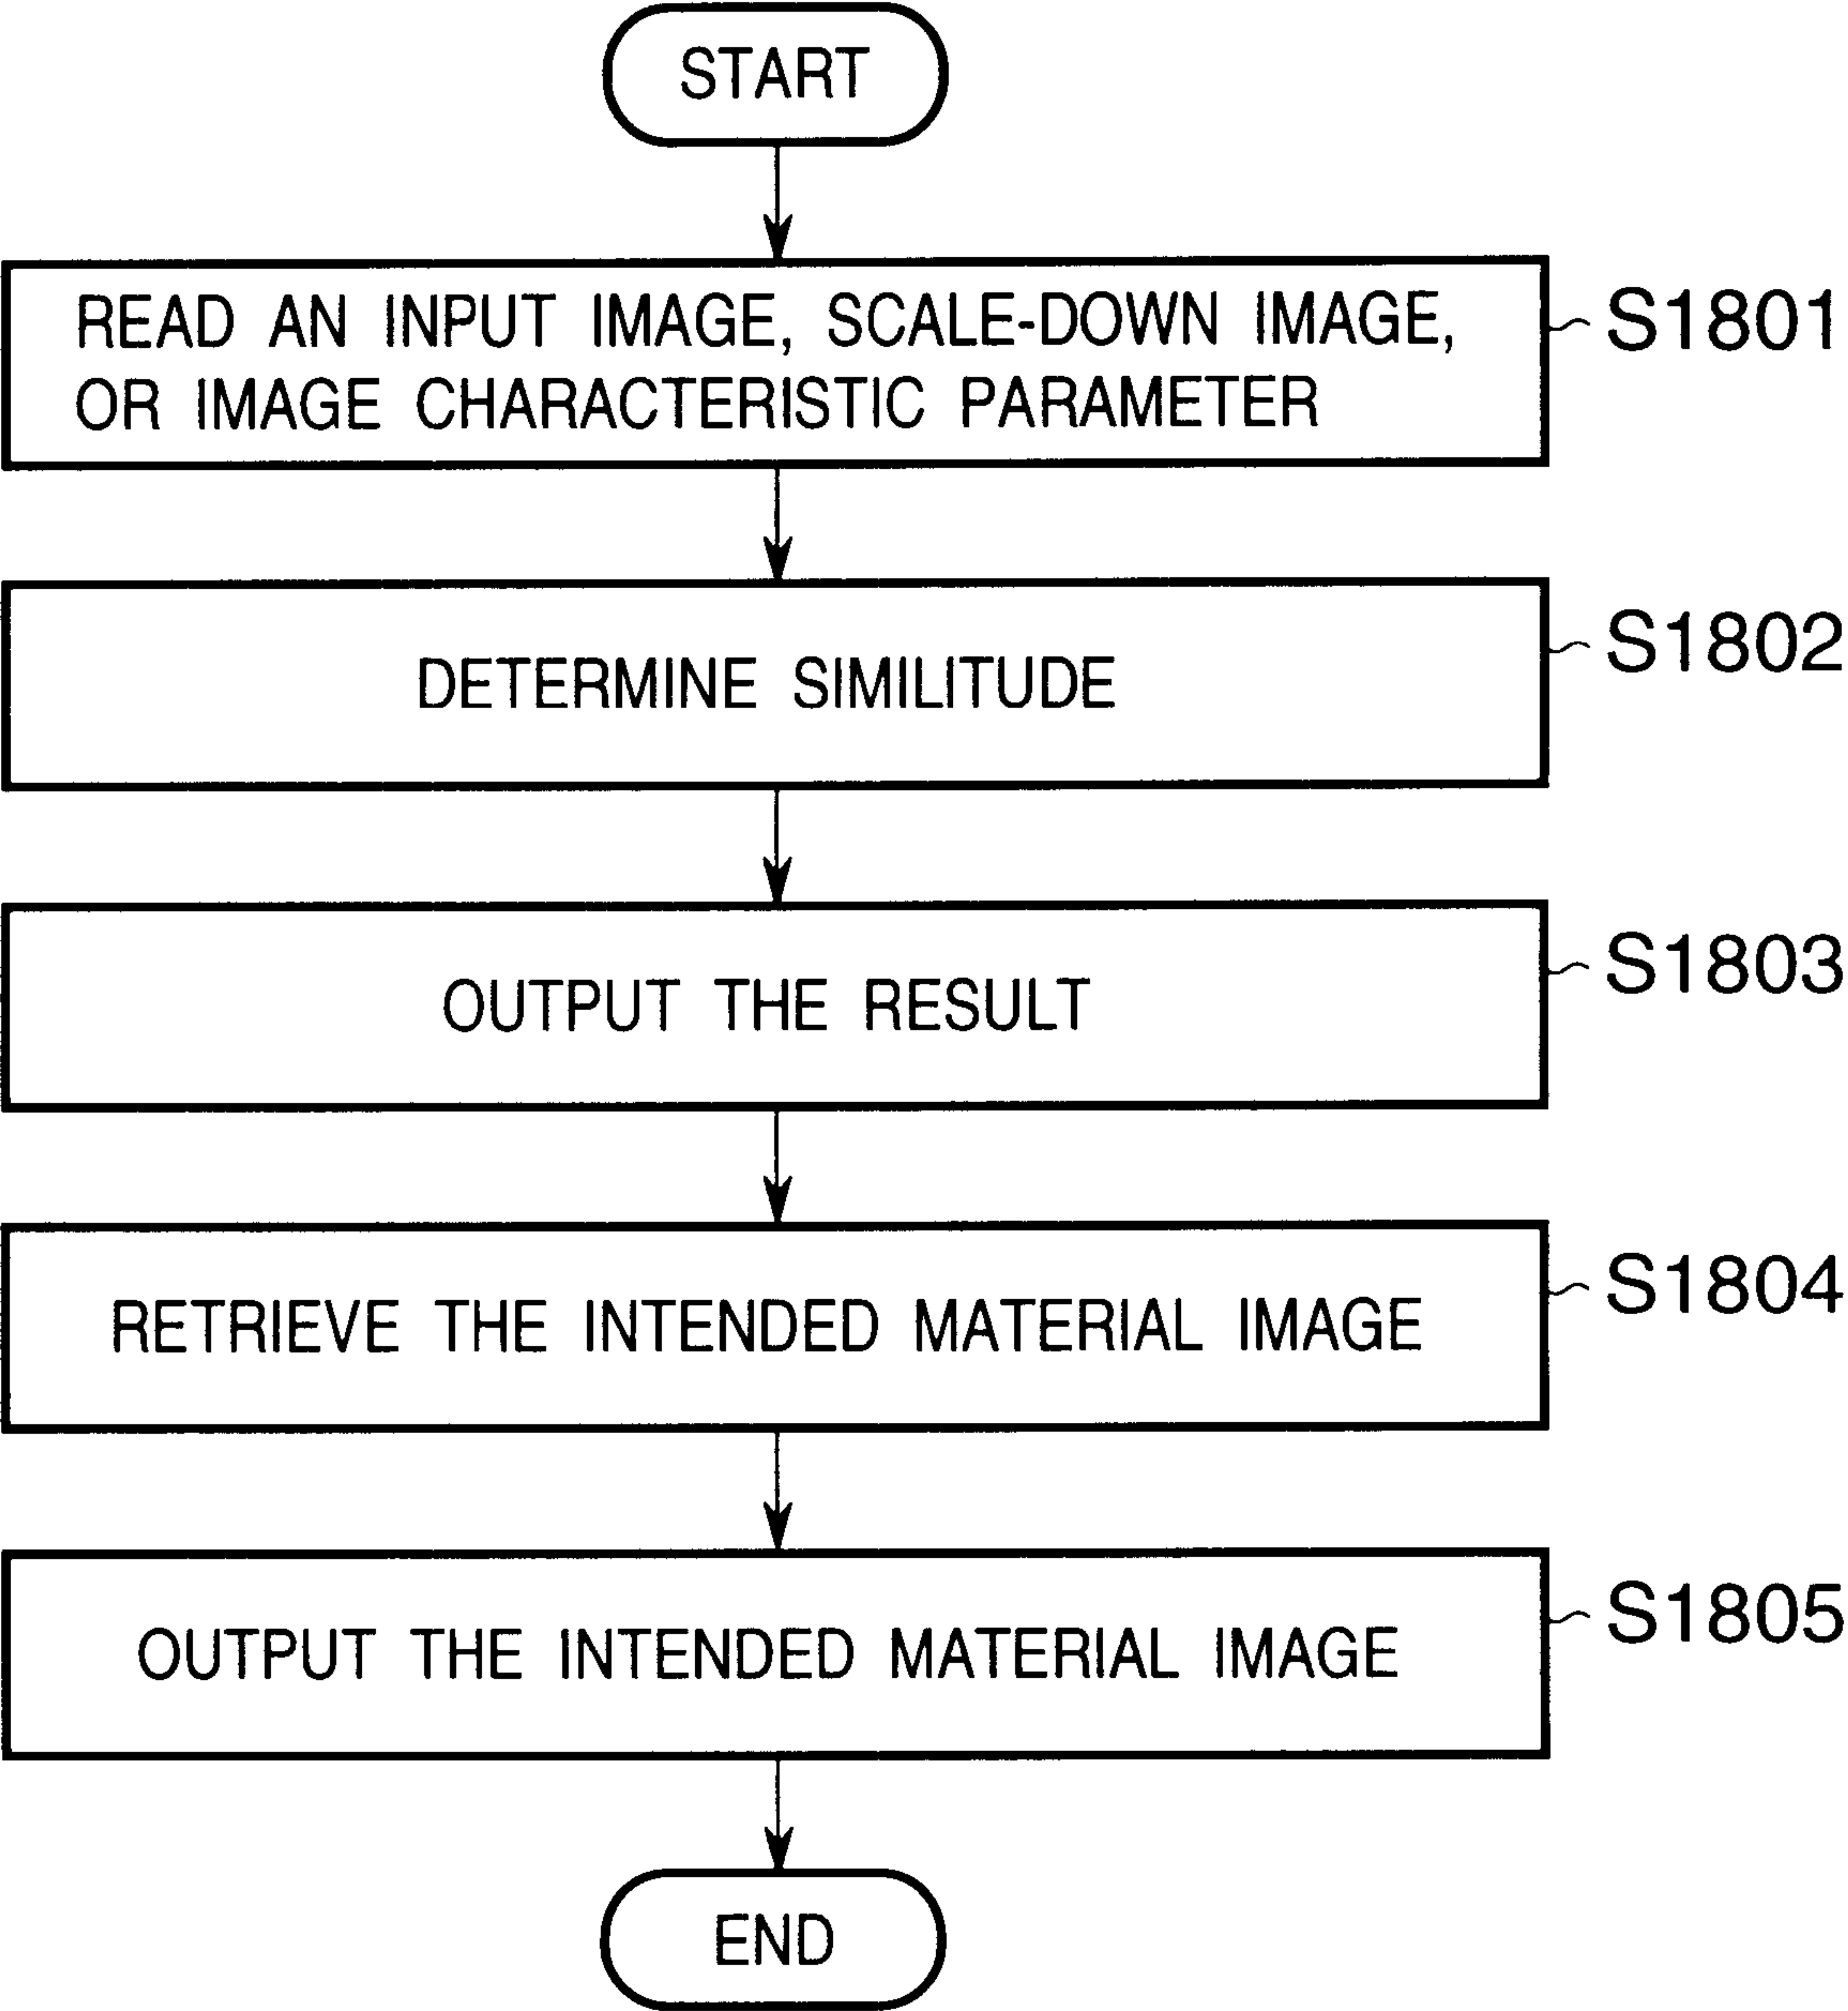 START
READ AN INPUT IMAGE, SCALE-DOWN IMAGE,
OR IMAGE CHARACTERISTIC PARAMETER
S1801
DETERMINE SIMILITUDE
S1802
OUTPUT THE RESULT
S1803
RETRIEVE THE INTENDED MATERIAL IMAGE
S1804
OUTPUT THE INTENDED MATERIAL IMAGE
S1805
END